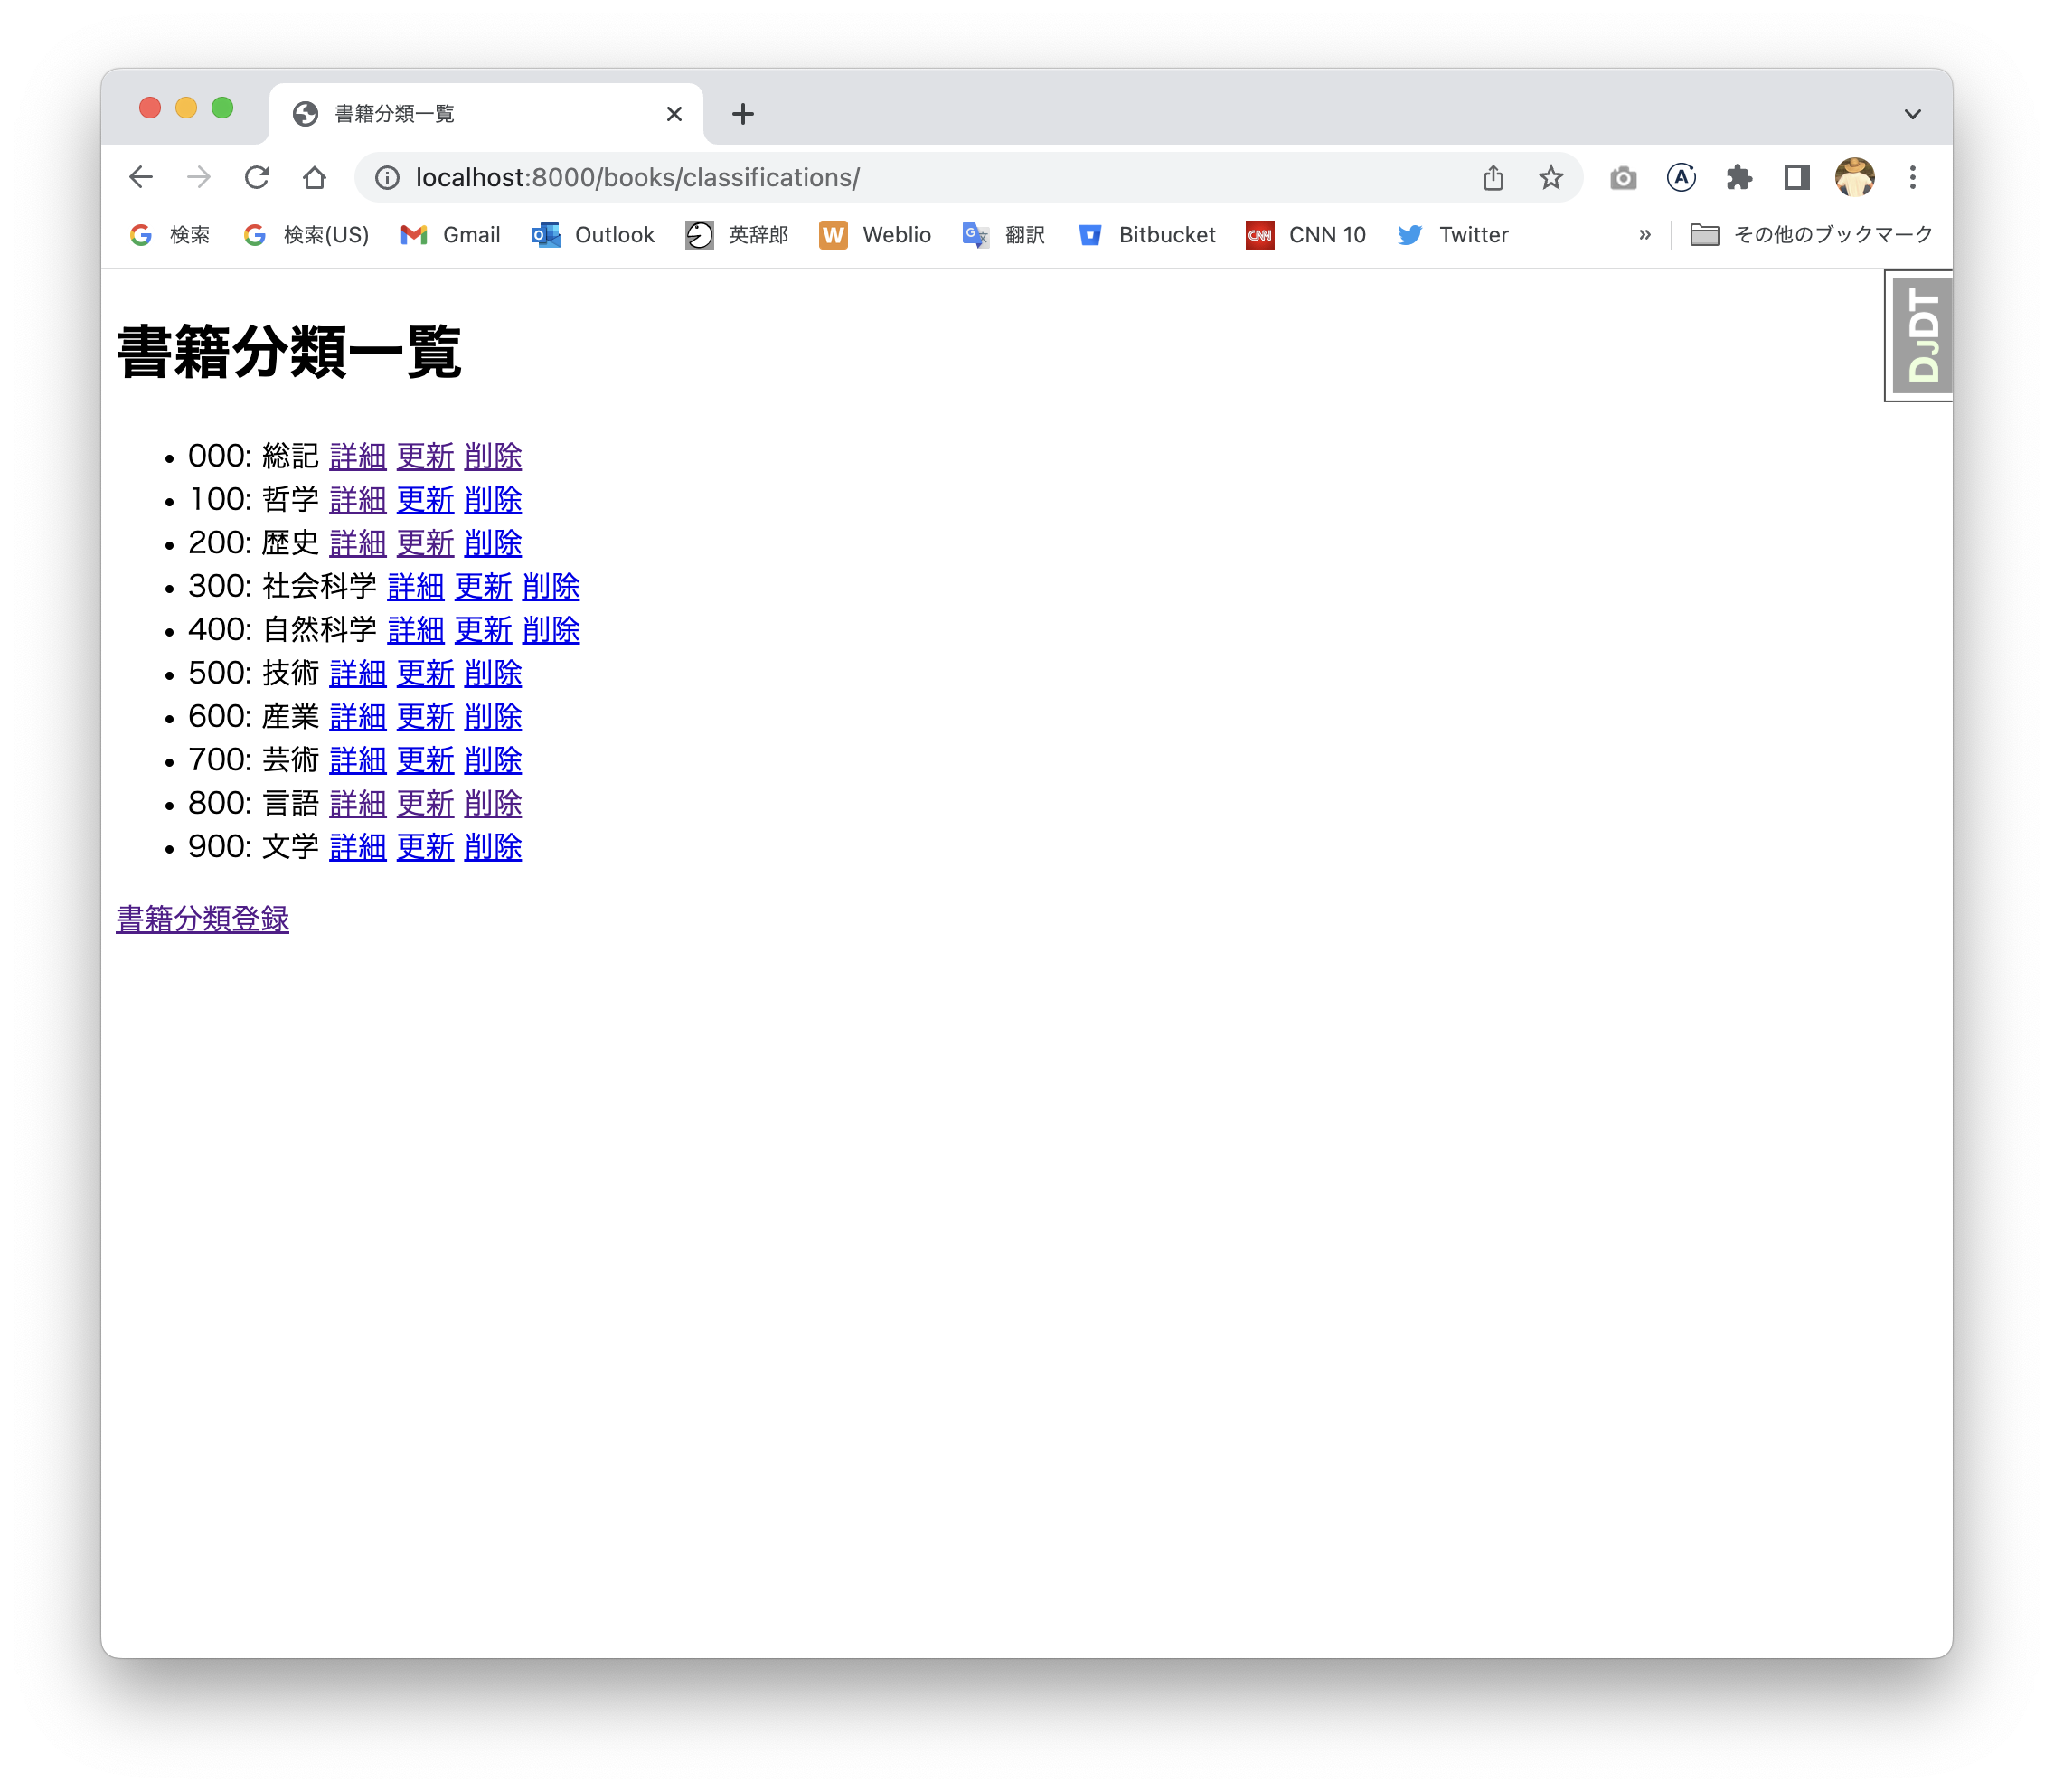 書籍分類一覧
localhost:8000/books/classifications/
検索 検索(US) Gmail Outlook 英辞郎 W Weblio G 翻訳 Bitbucket CNN CNN 10 Twitter » その他のブックマーク
DJDT
書籍分類一覧
• 000: 総記 詳細 更新 削除
• 100: 哲学 詳細 更新 削除
• 200: 歴史 詳細 更新 削除
• 300: 社会科学 詳細 更新 削除
• 400: 自然科学 詳細 更新 削除
• 500: 技術 詳細 更新 削除
• 600: 産業 詳細 更新 削除
• 700: 芸術 詳細 更新 削除
• 800: 言語 詳細 更新 削除
• 900: 文学 詳細 更新 削除
書籍分類登録